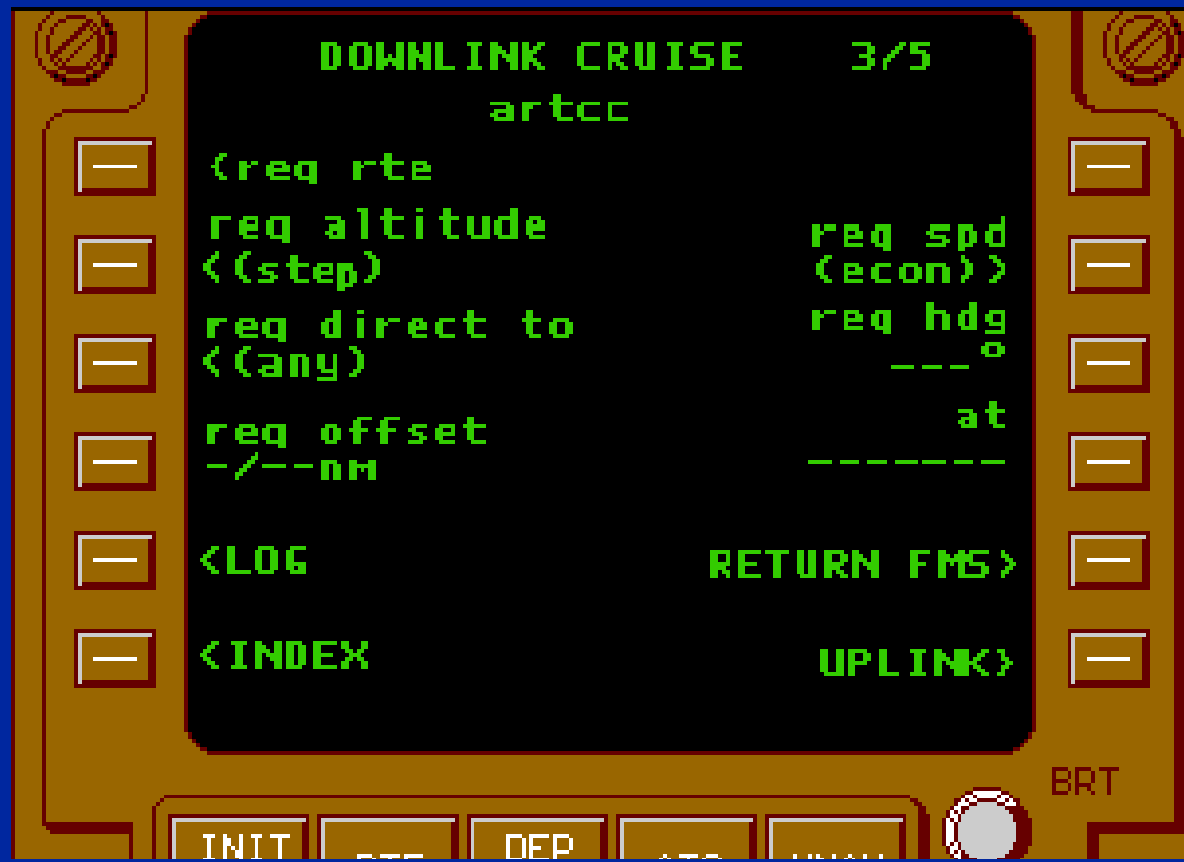 DOWNLINK CRUISE 3/5
artcc
(req rte
req altitude
<(step)
req spd
(econ)>
req direct to
<(any)
req hdg
---°
req offset
-/--nm
at
-------
<LOG
RETURN FMS>
<INDEX
UPLINK>
BRT
INIT
DEP